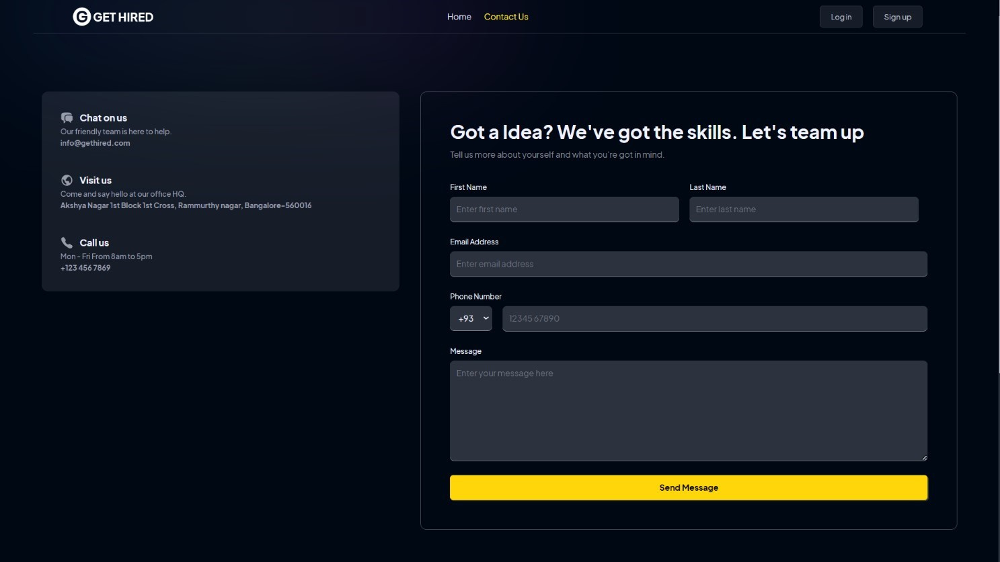 GET HIRED
Home
Contact Us
Log in
Sign up
Chat on us
Our friendly team is here to help.
info@gethired.com
Visit us
Come and say hello at our office HQ.
Akshya Nagar 1st Block 1st Cross, Rammurthy nagar, Bangalore-560016
Call us
Mon - Fri From 8am to 5pm
+123 456 7869
Got a Idea? We've got the skills. Let's team up
Tell us more about yourself and what you're got in mind.
First Name
Last Name
Enter first name
Enter last name
Email Address
Enter email address
Phone Number
+93
12345 67890
Message
Enter your message here
Send Message